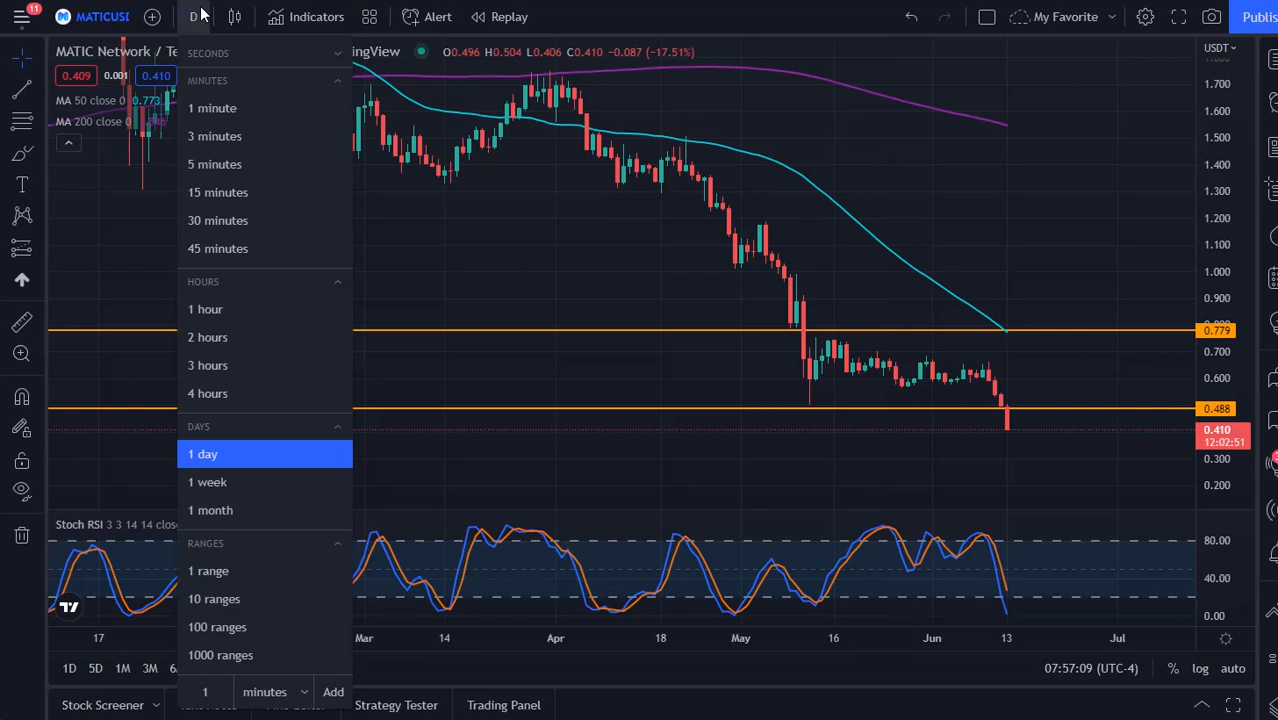 11
MATICUSI
D
Indicators
Alert
Replay
My Favorite
Publis
MATIC Network / Te
ingView
O0.496 H0.504 L0.406 C0.410 -0.087 (-17.51%)
USDT
0.409
0.001
0.410
MA 50 close 0 0.773
MA 200 close 0
SECONDS
MINUTES
1 minute
3 minutes
5 minutes
15 minutes
30 minutes
45 minutes
HOURS
1 hour
2 hours
3 hours
4 hours
DAYS
1 day
1 week
1 month
RANGES
1 range
10 ranges
100 ranges
1000 ranges
1
minutes
Add
1.700
1.600
1.500
1.400
1.300
1.200
1.100
1.000
0.900
0.779
0.700
0.600
0.488
0.410
12:02:51
0.300
0.200
Stoch RSI 3 3 14 14 close
80.00
40.00
0.00
17
Mar
14
Apr
18
May
16
Jun
13
Jul
1D
5D
1M
3M
07:57:09 (UTC-4)
%
log
auto
Stock Screener
Strategy Tester
Trading Panel